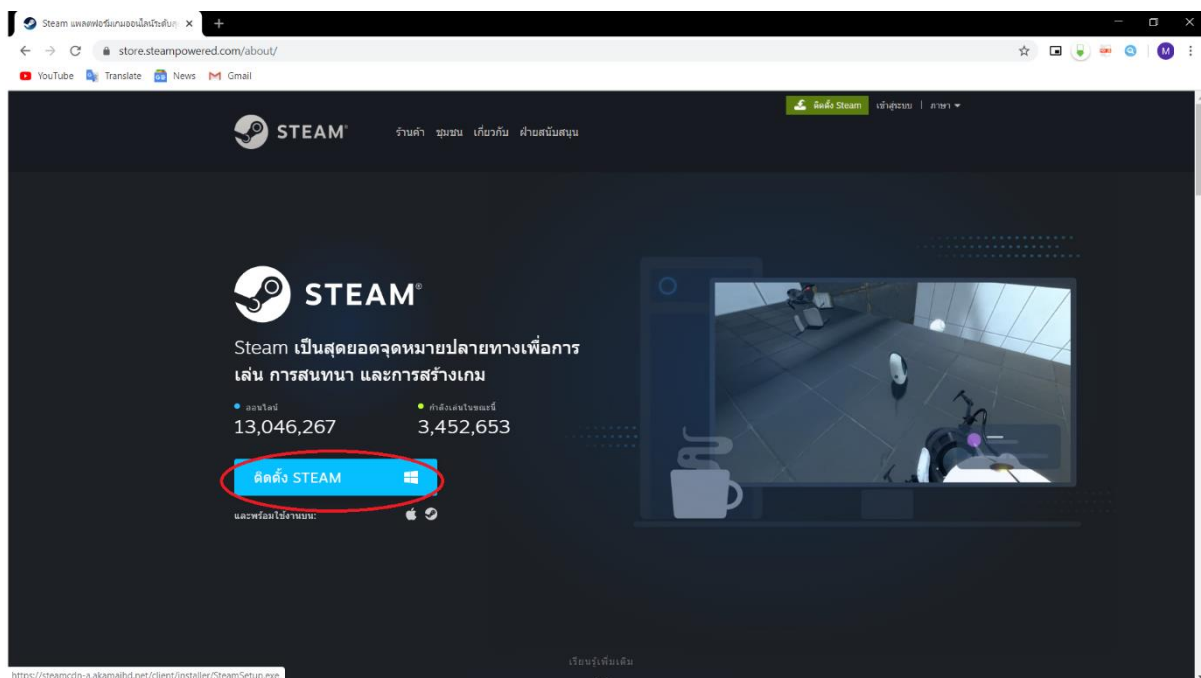 Steam แพลตฟอร์มเกมออนไลน์ระดับสุ
store.steampowered.com/about/
M
YouTube Translate News Gmail
ติดตั้ง Steam เข้าสู่ระบบ | ภาษา
STEAM® ร้านค้า ชุมชน เกี่ยวกับ ฝ่ายสนับสนุน
STEAM®
Steam เป็นสุดยอดจุดหมายปลายทางเพื่อการ
เล่น การสนทนา และการสร้างเกม
ออนไลน์ กำลังเล่นในขณะนี้
13,046,267 3,452,653
ติดตั้ง STEAM
และพร้อมใช้งานบน:
เรียนรู้เพิ่มเติม
https://steamcdn-a.akamaihd.net/client/installer/SteamSetup.exe